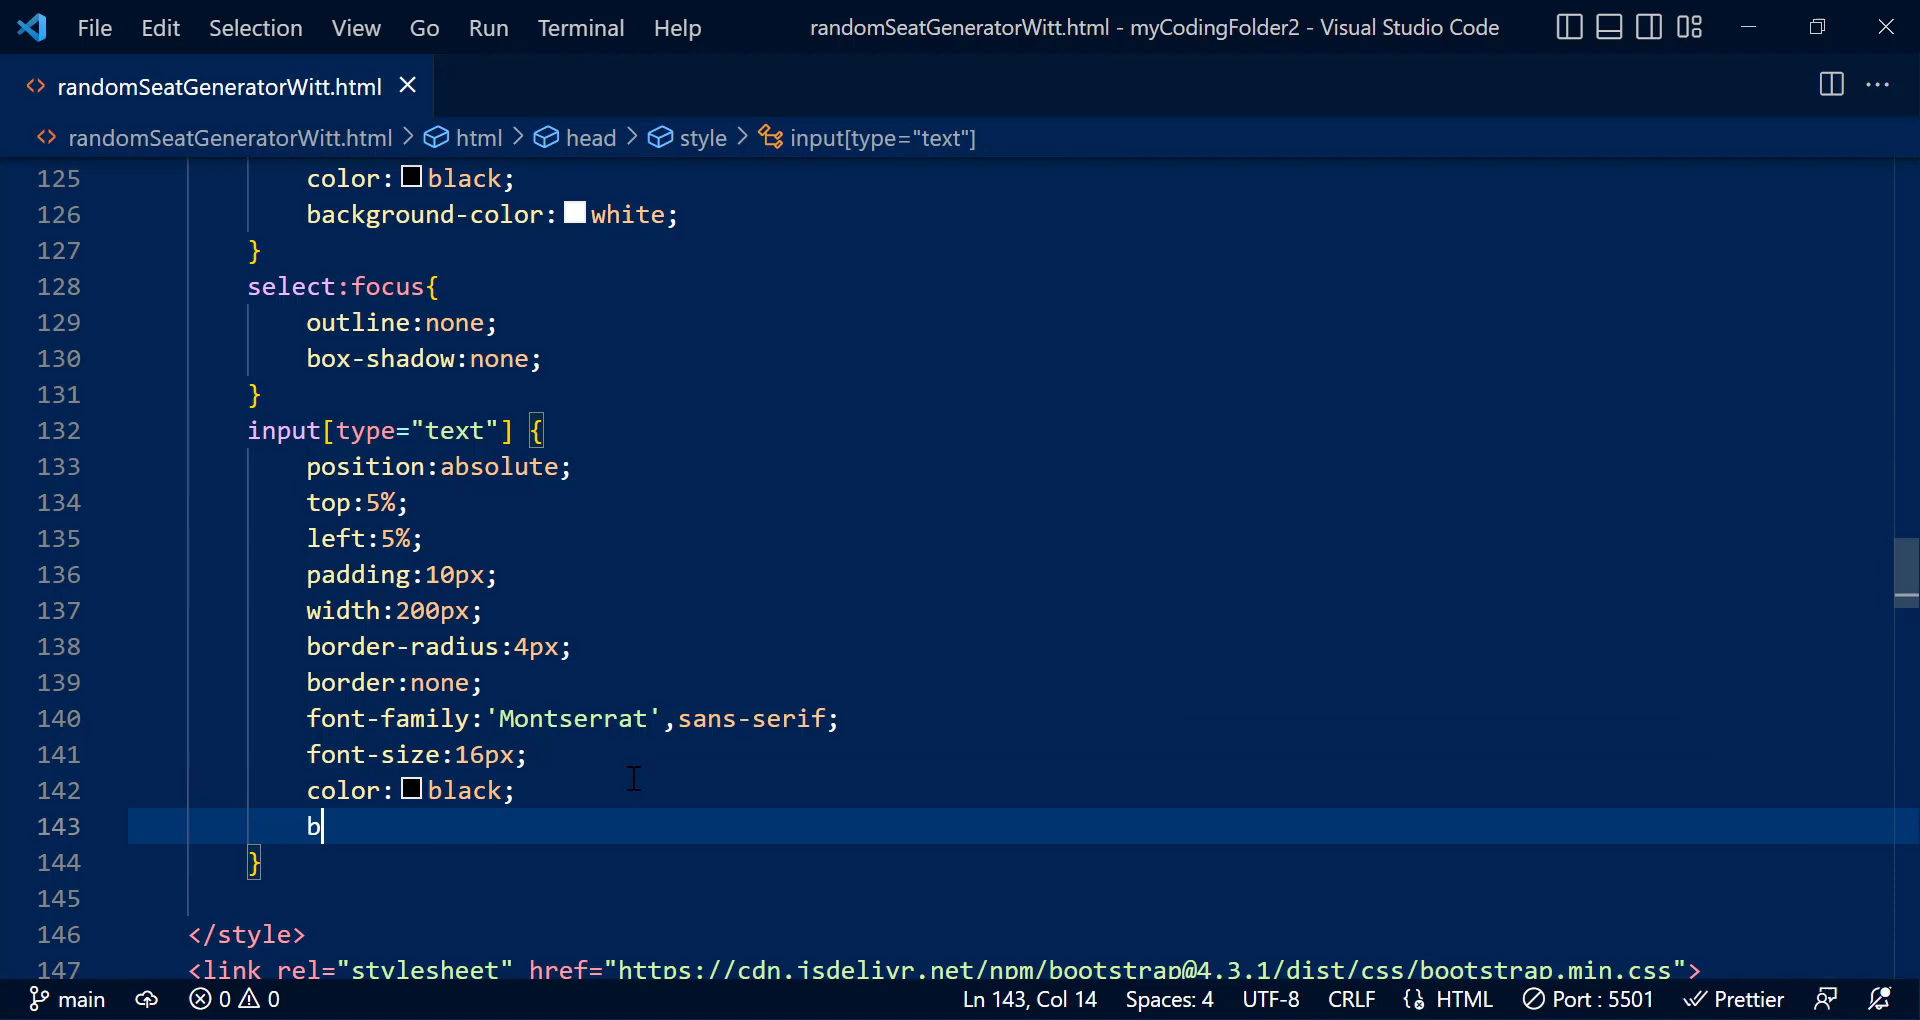 File Edit Selection View Go Run Terminal Help randomSeatGeneratorWitt.html - myCodingFolder2 - Visual Studio Code
randomSeatGeneratorWitt.html
randomSeatGeneratorWitt.html > html > head > style > input[type="text"]
125 color: black;
126 background-color: white;
127 }
128 select:focus{
129 outline:none;
130 box-shadow:none;
131 }
132 input[type="text"] {
133 position:absolute;
134 top:5%;
135 left:5%;
136 padding:10px;
137 width:200px;
138 border-radius:4px;
139 border:none;
140 font-family:'Montserrat',sans-serif;
141 font-size:16px;
142 color: black;
143 b
144 }
145
146 </style>
147 <link rel="stylesheet" href="https://cdn.jsdelivr.net/npm/bootstrap@4.3.1/dist/css/bootstrap.min.css">
main 0 0 Ln 143, Col 14 Spaces: 4 UTF-8 CRLF {} HTML Port : 5501 Prettier